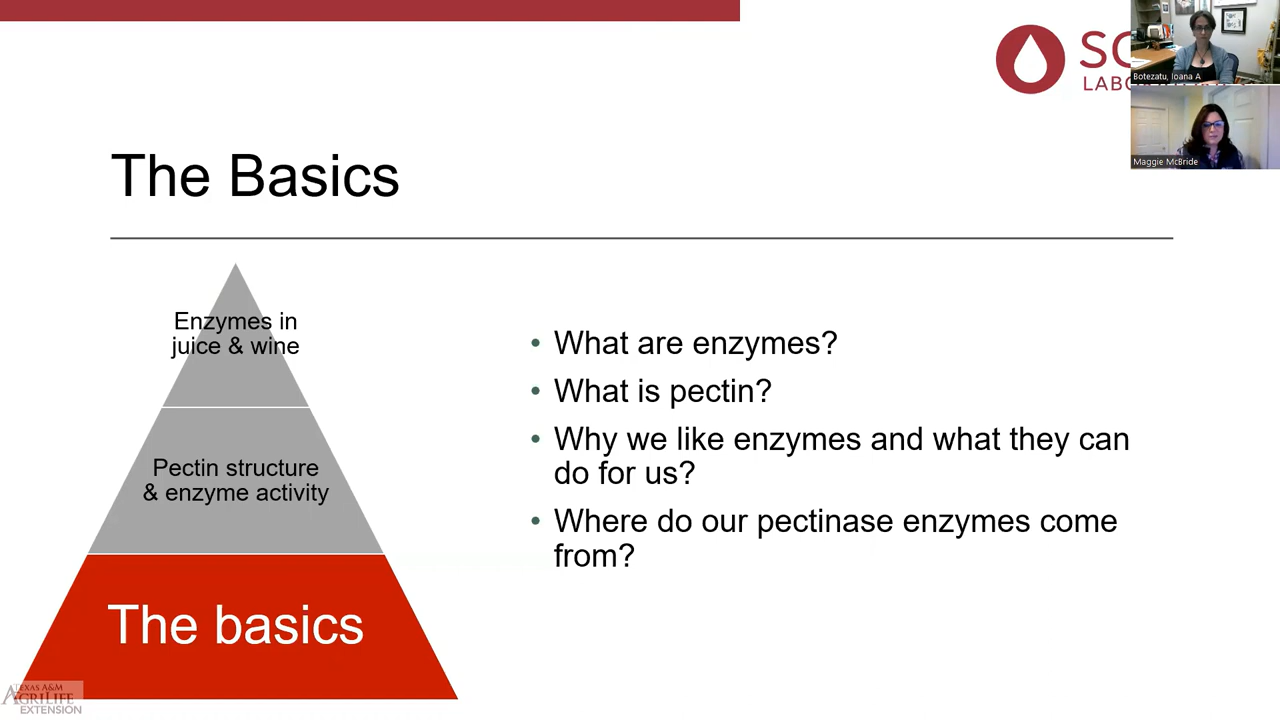 Botezatu, Ioana A
Maggie McBride
The Basics
Enzymes in
juice & wine
Pectin structure
& enzyme activity
The basics
• What are enzymes?
• What is pectin?
• Why we like enzymes and what they can
do for us?
• Where do our pectinase enzymes come
from?
TEXAS A&M
AGRILIFE
EXTENSION